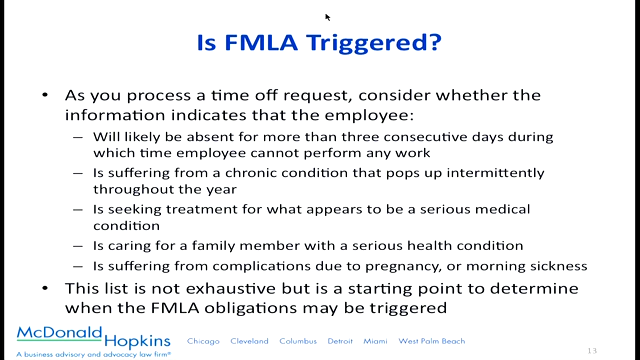 Is FMLA Triggered?
• As you process a time off request, consider whether the
information indicates that the employee:
– Will likely be absent for more than three consecutive days during
which time employee cannot perform any work
– Is suffering from a chronic condition that pops up intermittently
throughout the year
– Is seeking treatment for what appears to be a serious medical
condition
– Is caring for a family member with a serious health condition
– Is suffering from complications due to pregnancy, or morning sickness
• This list is not exhaustive but is a starting point to determine
when the FMLA obligations may be triggered
McDonald
Hopkins
A business advisory and advocacy law firm®
Chicago Cleveland Columbus Detroit Miami West Palm Beach
13